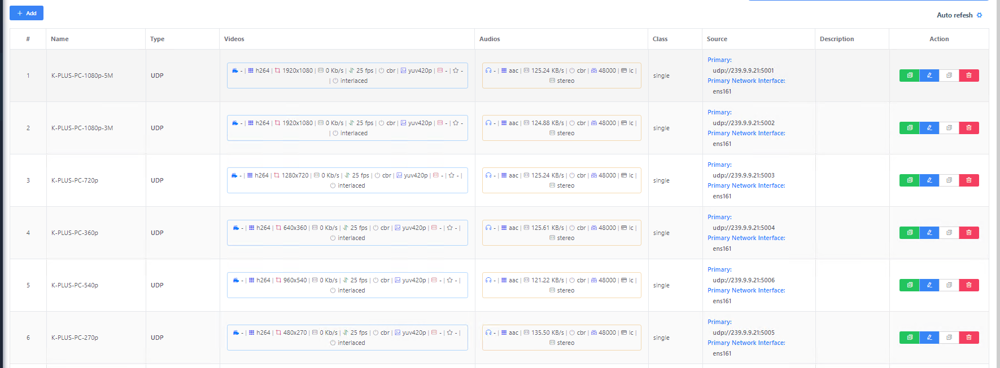 + Add
Auto refesh
# Name Type Videos Audios Class Source Description Action
1 K-PLUS-PC-1080p-5M UDP
- | h264 | 1920x1080 | 0 Kb/s | 25 fps | cbr | yuv420p | - | -
| interlaced
- | aac | 125.24 KB/s | cbr | 48000 | lc |
stereo
single
Primary:
udp://239.9.9.21:5001
Primary Network Interface:
ens161
2 K-PLUS-PC-1080p-3M UDP
- | h264 | 1920x1080 | 0 Kb/s | 25 fps | cbr | yuv420p | - | -
| interlaced
- | aac | 124.88 KB/s | cbr | 48000 | lc |
stereo
single
Primary:
udp://239.9.9.21:5002
Primary Network Interface:
ens161
3 K-PLUS-PC-720p UDP
- | h264 | 1280x720 | 0 Kb/s | 25 fps | cbr | yuv420p | - | - |
interlaced
- | aac | 125.24 KB/s | cbr | 48000 | lc |
stereo
single
Primary:
udp://239.9.9.21:5003
Primary Network Interface:
ens161
4 K-PLUS-PC-360p UDP
- | h264 | 640x360 | 0 Kb/s | 25 fps | cbr | yuv420p | - | - |
interlaced
- | aac | 125.61 KB/s | cbr | 48000 | lc |
stereo
single
Primary:
udp://239.9.9.21:5004
Primary Network Interface:
ens161
5 K-PLUS-PC-540p UDP
- | h264 | 960x540 | 0 Kb/s | 25 fps | cbr | yuv420p | - | - |
interlaced
- | aac | 121.22 KB/s | cbr | 48000 | lc |
stereo
single
Primary:
udp://239.9.9.21:5006
Primary Network Interface:
ens161
6 K-PLUS-PC-270p UDP
- | h264 | 480x270 | 0 Kb/s | 25 fps | cbr | yuv420p | - | - |
interlaced
- | aac | 135.50 KB/s | cbr | 48000 | lc |
stereo
single
Primary:
udp://239.9.9.21:5005
Primary Network Interface:
ens161